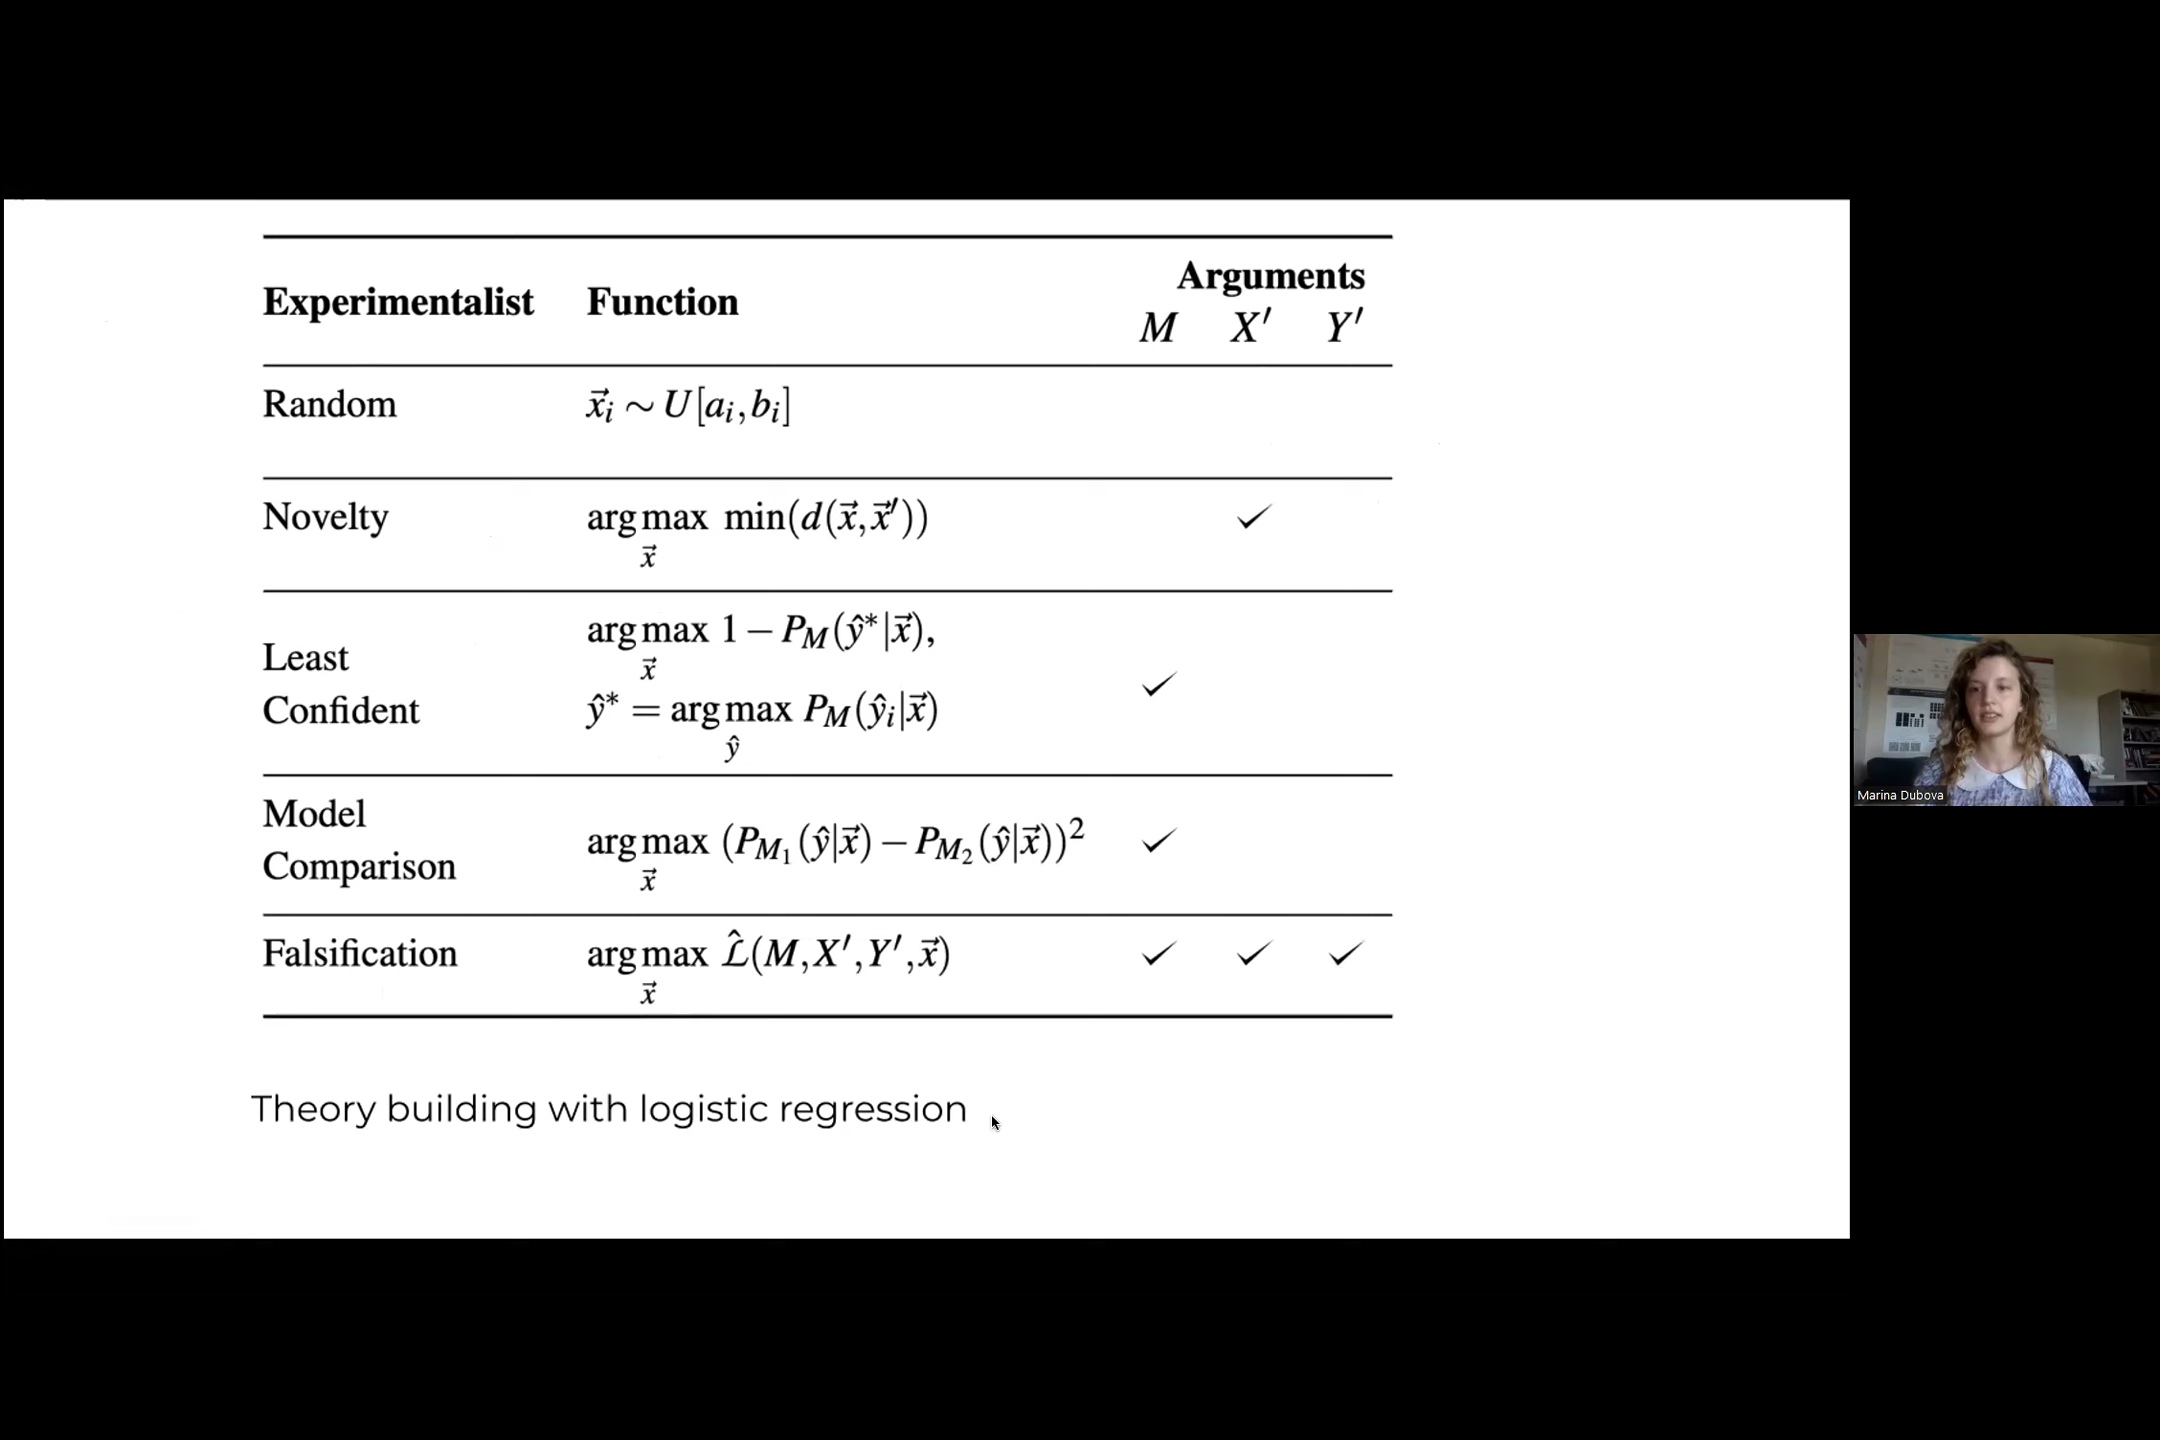 Arguments
Experimentalist Function
M X′ Y′
Random x⃗ᵢ ∼ U[aᵢ,bᵢ]
Novelty arg max min(d(x⃗,x⃗′)) ✓
x⃗
arg max 1 − P_M(ŷ*|x⃗),
x⃗
Least
Confident ŷ* = arg max P_M(ŷᵢ|x⃗) ✓
ŷ
Model
Comparison arg max (P_M₁(ŷ|x⃗) − P_M₂(ŷ|x⃗))² ✓
x⃗
Falsification arg max ℒ̂(M,X′,Y′,x⃗) ✓ ✓ ✓
x⃗
Theory building with logistic regression
Marina Dubova